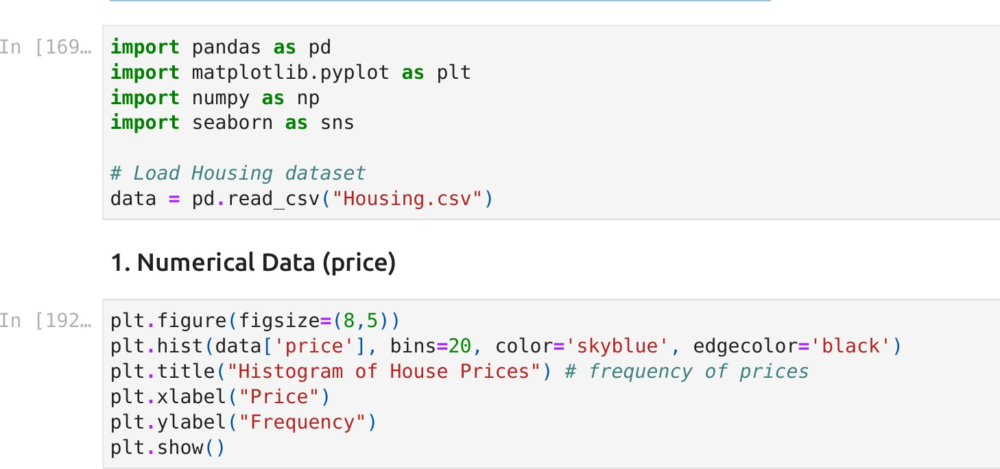 In [169…
import pandas as pd
import matplotlib.pyplot as plt
import numpy as np
import seaborn as sns
# Load Housing dataset
data = pd.read_csv("Housing.csv")
1. Numerical Data (price)
In [192…
plt.figure(figsize=(8,5))
plt.hist(data['price'], bins=20, color='skyblue', edgecolor='black')
plt.title("Histogram of House Prices") # frequency of prices
plt.xlabel("Price")
plt.ylabel("Frequency")
plt.show()